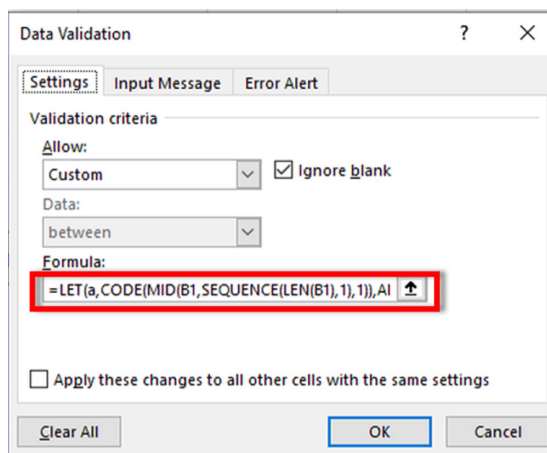 Data Validation ? ×
Settings Input Message Error Alert
Validation criteria
Allow:
Custom Ignore blank
Data:
between
Formula:
=LET(a,CODE(MID(B1,SEQUENCE(LEN(B1),1),1)),AI
Apply these changes to all other cells with the same settings
Clear All OK Cancel